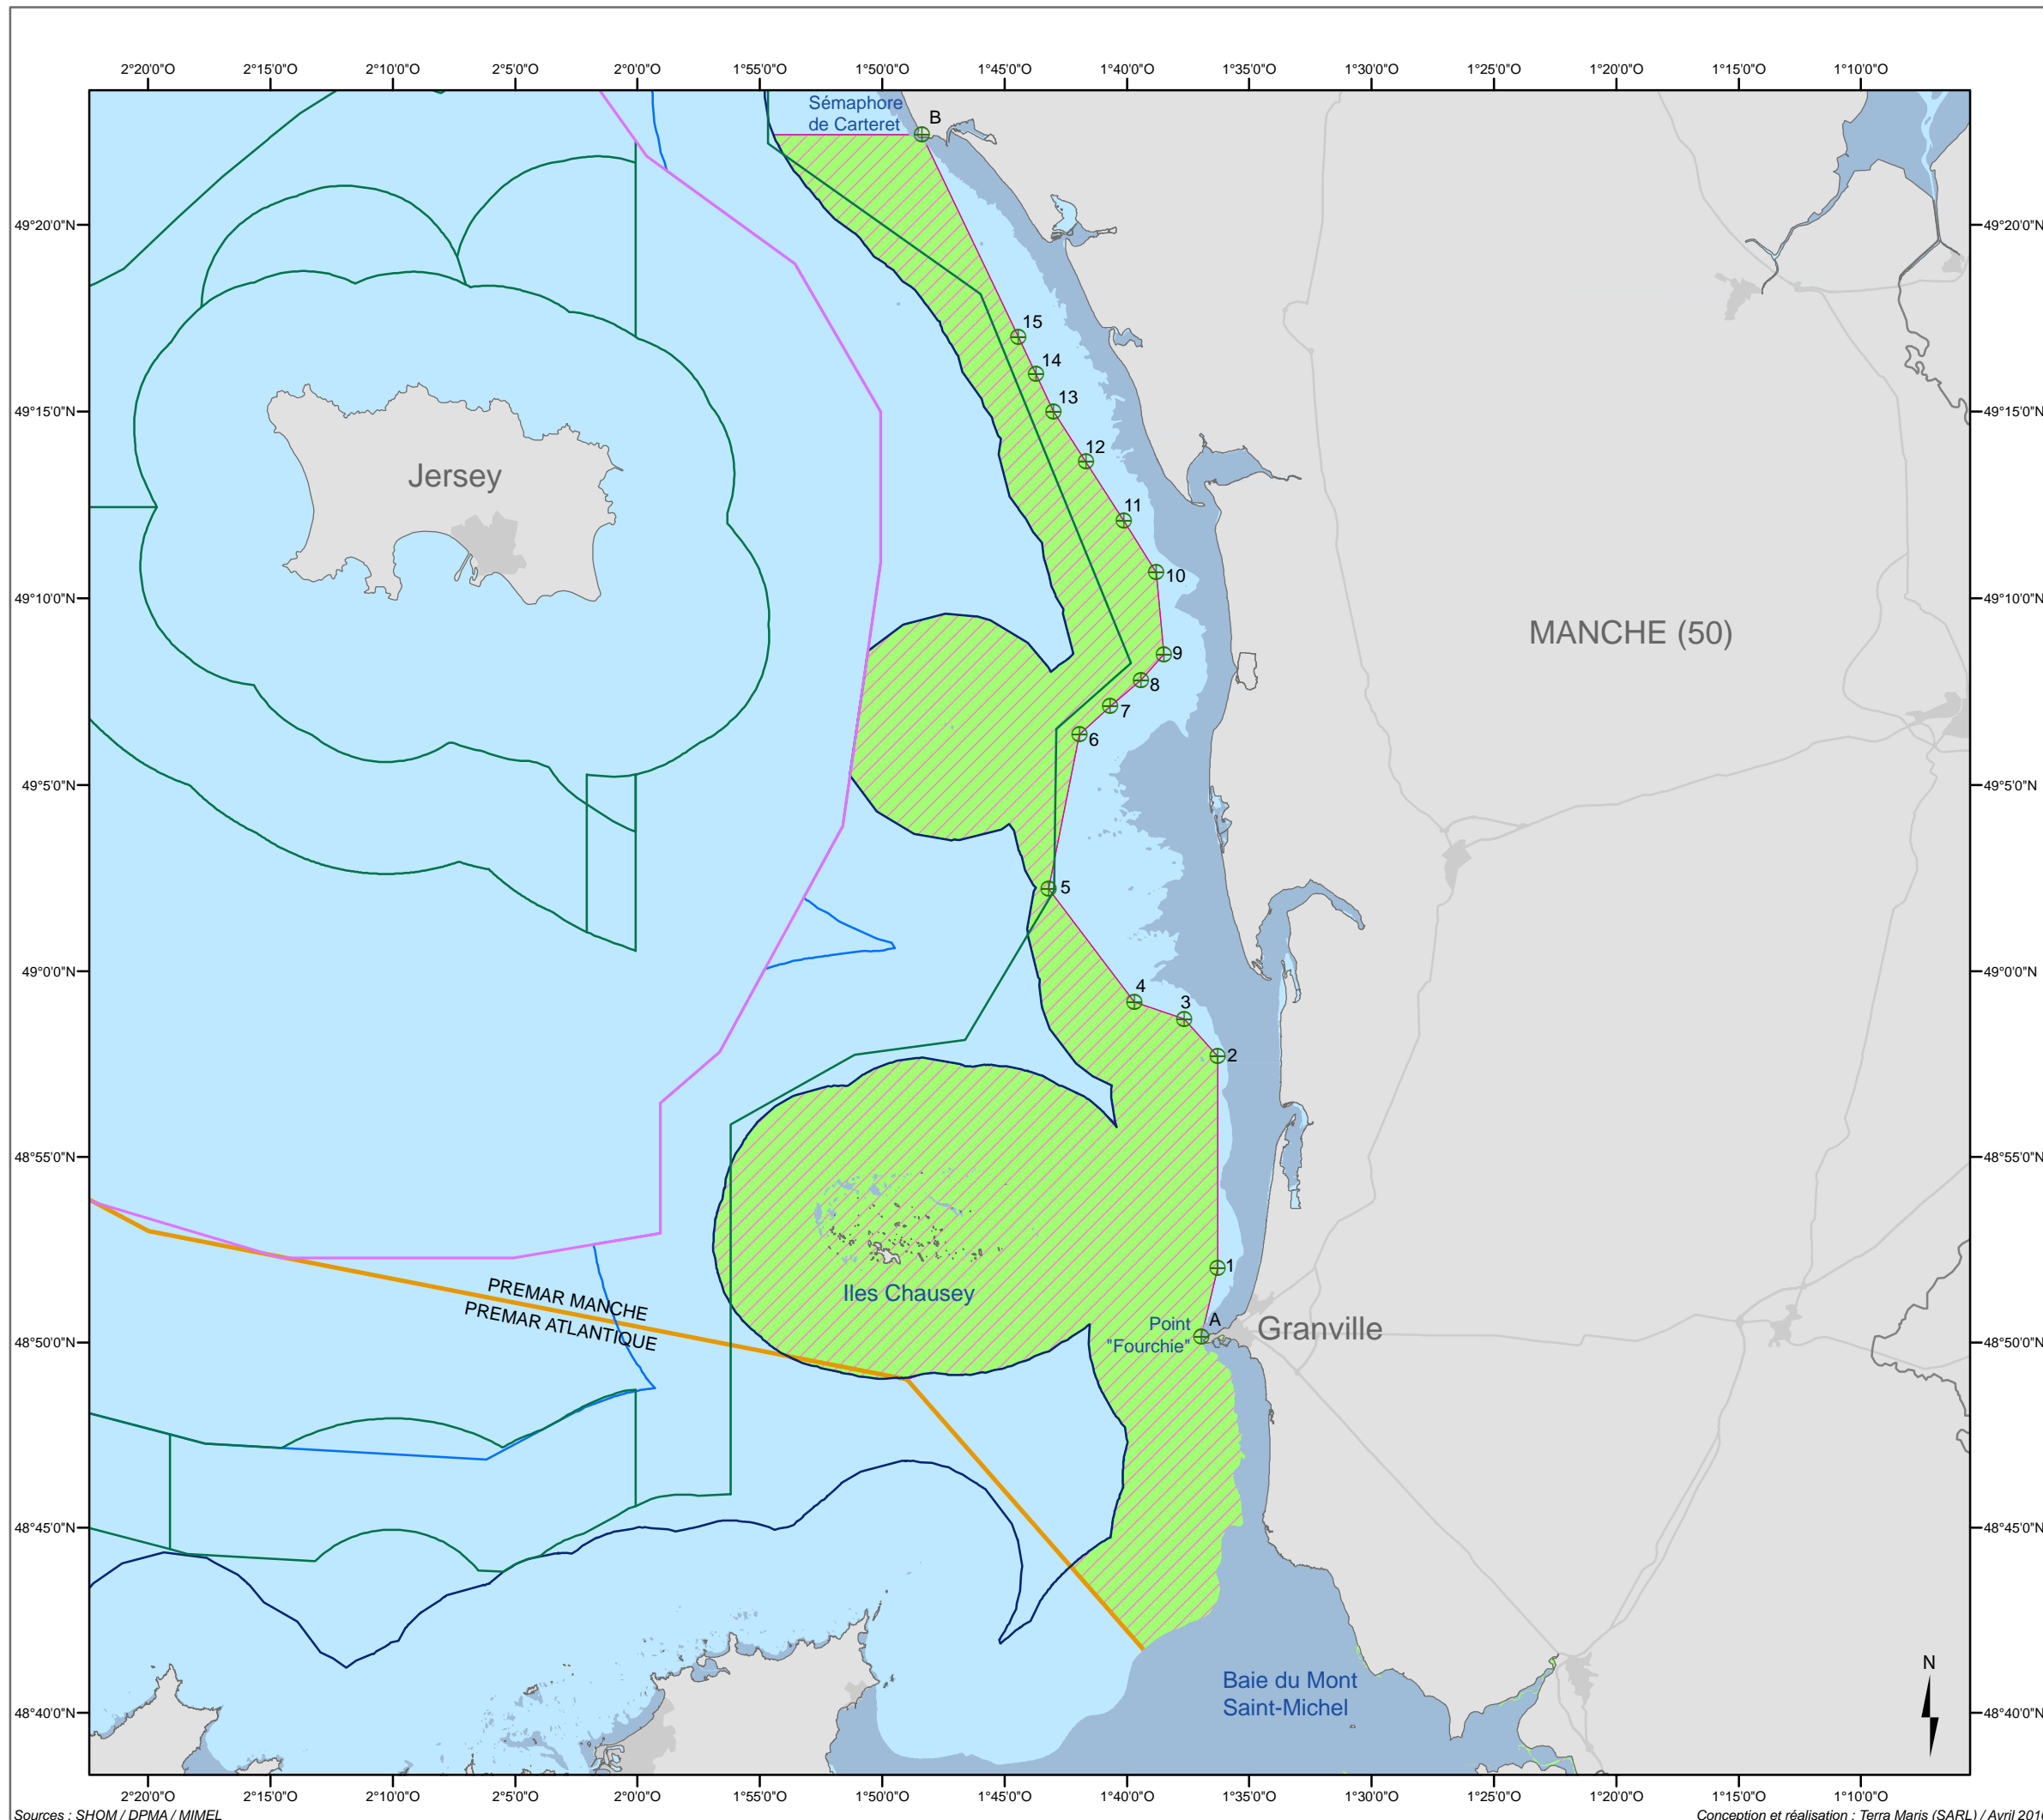 2°20'0"O 2°15'0"O 2°10'0"O 2°5'0"O 2°0'0"O 1°55'0"O 1°50'0"O 1°45'0"O 1°40'0"O 1°35'0"O 1°30'0"O 1°25'0"O 1°20'0"O 1°15'0"O 1°10'0"O
Sémaphore
de Carteret
B
49°20'0"N 49°20'0"N
15
14
49°15'0"N 13 49°15'0"N
12
Jersey
11
10
49°10'0"N 49°10'0"N
MANCHE (50)
9
8
7
6
49°5'0"N 49°5'0"N
5
49°0'0"N 49°0'0"N
4
3
2
48°55'0"N 48°55'0"N
1
Iles Chausey
PREMAR MANCHE
PREMAR ATLANTIQUE
Point
"Fourchie"
A
Granville
48°50'0"N 48°50'0"N
48°45'0"N 48°45'0"N
N
Baie du Mont
Saint-Michel
48°40'0"N 48°40'0"N
2°20'0"O 2°15'0"O 2°10'0"O 2°5'0"O 2°0'0"O 1°55'0"O 1°50'0"O 1°45'0"O 1°40'0"O 1°35'0"O 1°30'0"O 1°25'0"O 1°20'0"O 1°15'0"O 1°10'0"O
Sources : SHOM / DPMA / MIMEL
Conception et réalisation : Terra Maris (SARL) / Avril